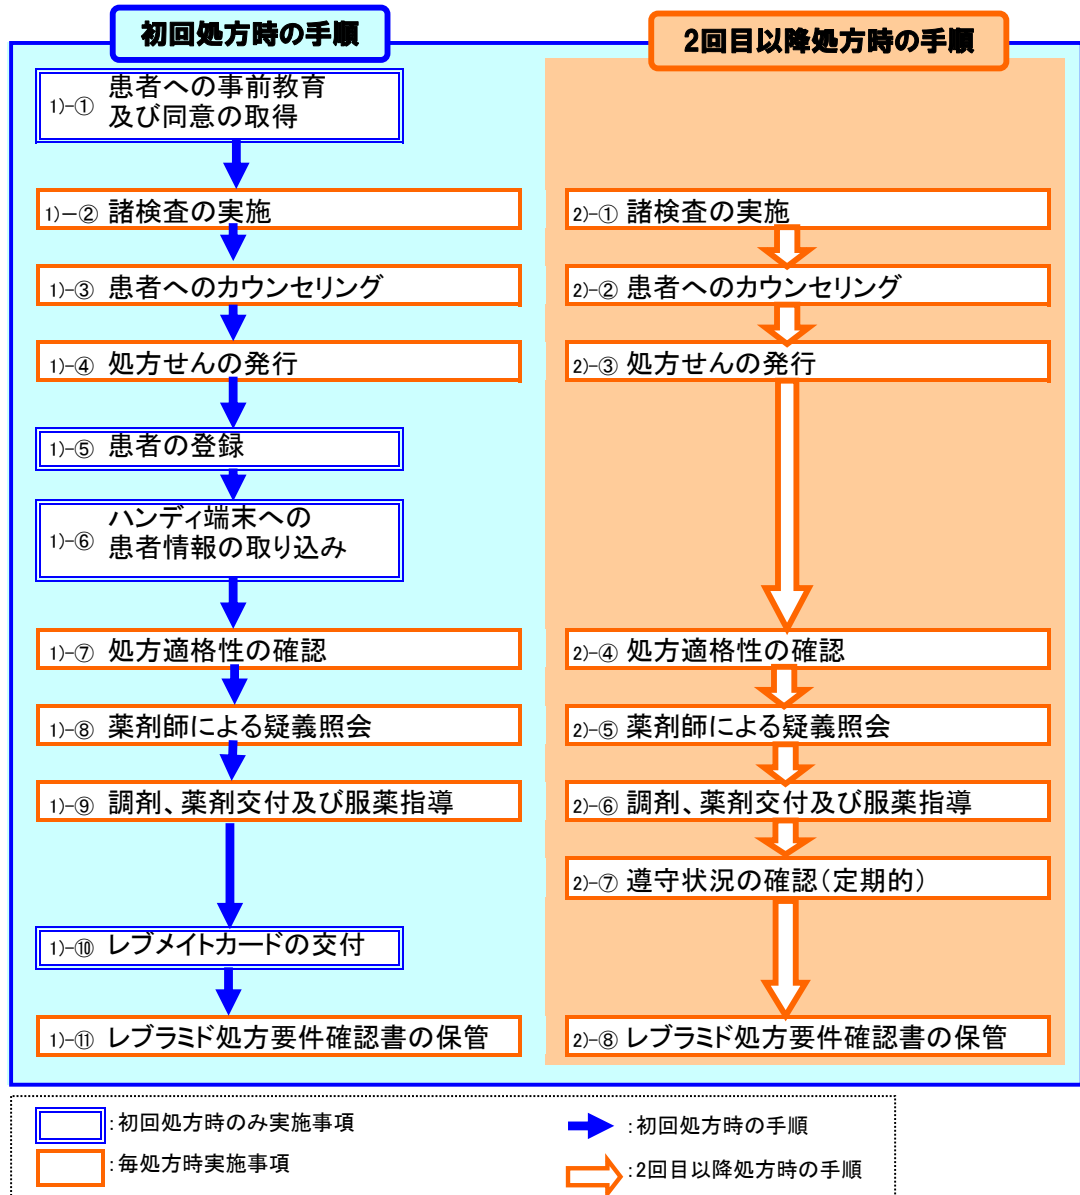 初回処方時の手順
2回目以降処方時の手順
1)-① 患者への事前教育
及び同意の取得
1)-② 諸検査の実施
1)-③ 患者へのカウンセリング
1)-④ 処方せんの発行
1)-⑤ 患者の登録
1)-⑥ ハンディ端末への
患者情報の取り込み
1)-⑦ 処方適格性の確認
1)-⑧ 薬剤師による疑義照会
1)-⑨ 調剤、薬剤交付及び服薬指導
1)-⑩ レブメイトカードの交付
1)-⑪ レブラミド処方要件確認書の保管
2)-① 諸検査の実施
2)-② 患者へのカウンセリング
2)-③ 処方せんの発行
2)-④ 処方適格性の確認
2)-⑤ 薬剤師による疑義照会
2)-⑥ 調剤、薬剤交付及び服薬指導
2)-⑦ 遵守状況の確認(定期的)
2)-⑧ レブラミド処方要件確認書の保管
:初回処方時のみ実施事項
:毎処方時実施事項
:初回処方時の手順
:2回目以降処方時の手順